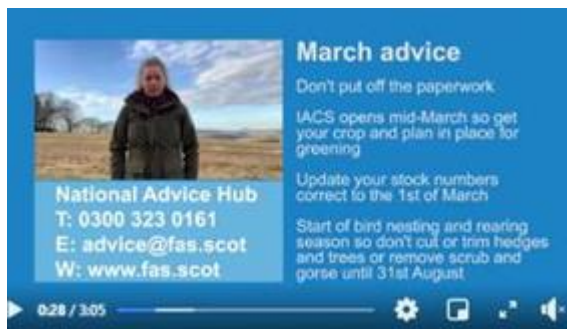 March advice
Don't put off the paperwork
IACS opens mid-March so get
your crop and plan in place for
greening
Update your stock numbers
correct to the 1st of March
Start of bird nesting and rearing
season so don't cut or trim hedges
and trees or remove scrub and
gorse until 31st August
National Advice Hub
T: 0300 323 0161
E: advice@fas.scot
W: www.fas.scot
0:28 / 3:05